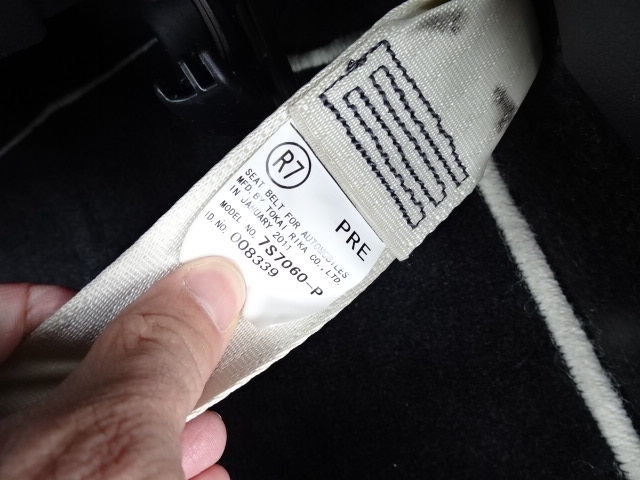 R7
PRE
SEAT BELT FOR AUTOMOBILES
MFD. BY TOKAI RIKA CO., LTD.
IN JANUARY 2011
MODEL NO. 7S7060-P
ID.NO. 008339